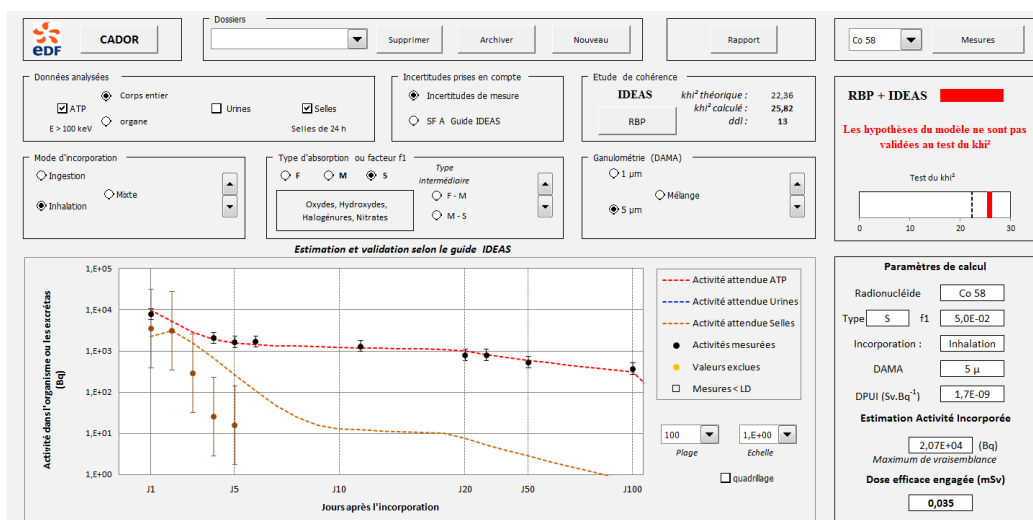 EDF
CADOR
Dossiers
Supprimer
Archiver
Nouveau
Rapport
Co 58
Mesures
Données analysées
ATP
E > 100 keV
Corps entier
organe
Urines
Selles
Selles de 24 h
Incertitudes prises en compte
Incertitudes de mesure
SF A Guide IDEAS
Etude de cohérence
IDEAS
RBP
khi² théorique : 22,36
khi² calculé : 25,82
ddl : 13
RBP + IDEAS
Les hypothèses du modèle ne sont pas
validées au test du khi²
Test du khi²
0 10 20 30
Mode d'incorporation
Ingestion
Mixte
Inhalation
Type d'absorption ou facteur f1
F M S
Oxydes, Hydroxydes,
Halogénures, Nitrates
Type
intermédiaire
F - M
M - S
Ganulométrie (DAMA)
1 µm
Mélange
5 µm
Estimation et validation selon le guide IDEAS
Activité dans l'organisme ou les excrétas
(Bq)
1,E+05
1,E+04
1,E+03
1,E+02
1,E+01
1,E+00
J1 J5 J10 J20 J50 J100
Jours après l'incorporation
Activité attendue ATP
Activité attendue Urines
Activité attendue Selles
Activités mesurées
Valeurs exclues
Mesures < LD
100
Plage
1,E+00
Echelle
quadrillage
Paramètres de calcul
Radionucléide Co 58
Type S f1 5,0E-02
Incorporation : Inhalation
DAMA 5 µ
DPUI (Sv.Bq⁻¹) 1,7E-09
Estimation Activité Incorporée
2,07E+04 (Bq)
Maximum de vraisemblance
Dose efficace engagée (mSv)
0,035